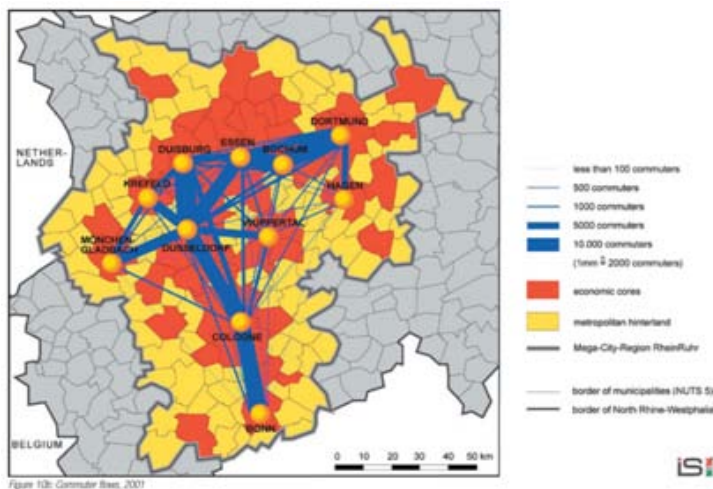 NETHER-
LANDS
DORTMUND
ESSEN
BOCHUM
DUISBURG
KREFELD
HAGEN
WUPPERTAL
MÖNCHEN-
GLADBACH
DÜSSELDORF
COLOGNE
BONN
BELGIUM
0 10 20 30 40 50 km
Figure 10b: Commuter flows, 2001
less than 100 commuters
500 commuters
1000 commuters
5000 commuters
10.000 commuters
(1mm ≙ 2000 commuters)
economic cores
metropolitan hinterland
Mega-City-Region RheinRuhr
border of municipalities (NUTS 5)
border of North Rhine-Westphalia